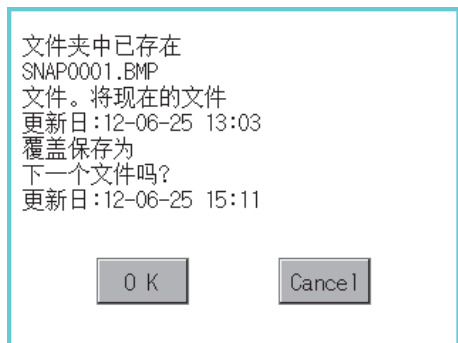 文件夹中已存在
SNAP0001.BMP
文件。将现在的文件
更新日:12-06-25 13:03
覆盖保存为
下一个文件吗?
更新日:12-06-25 15:11
O K
Cancel